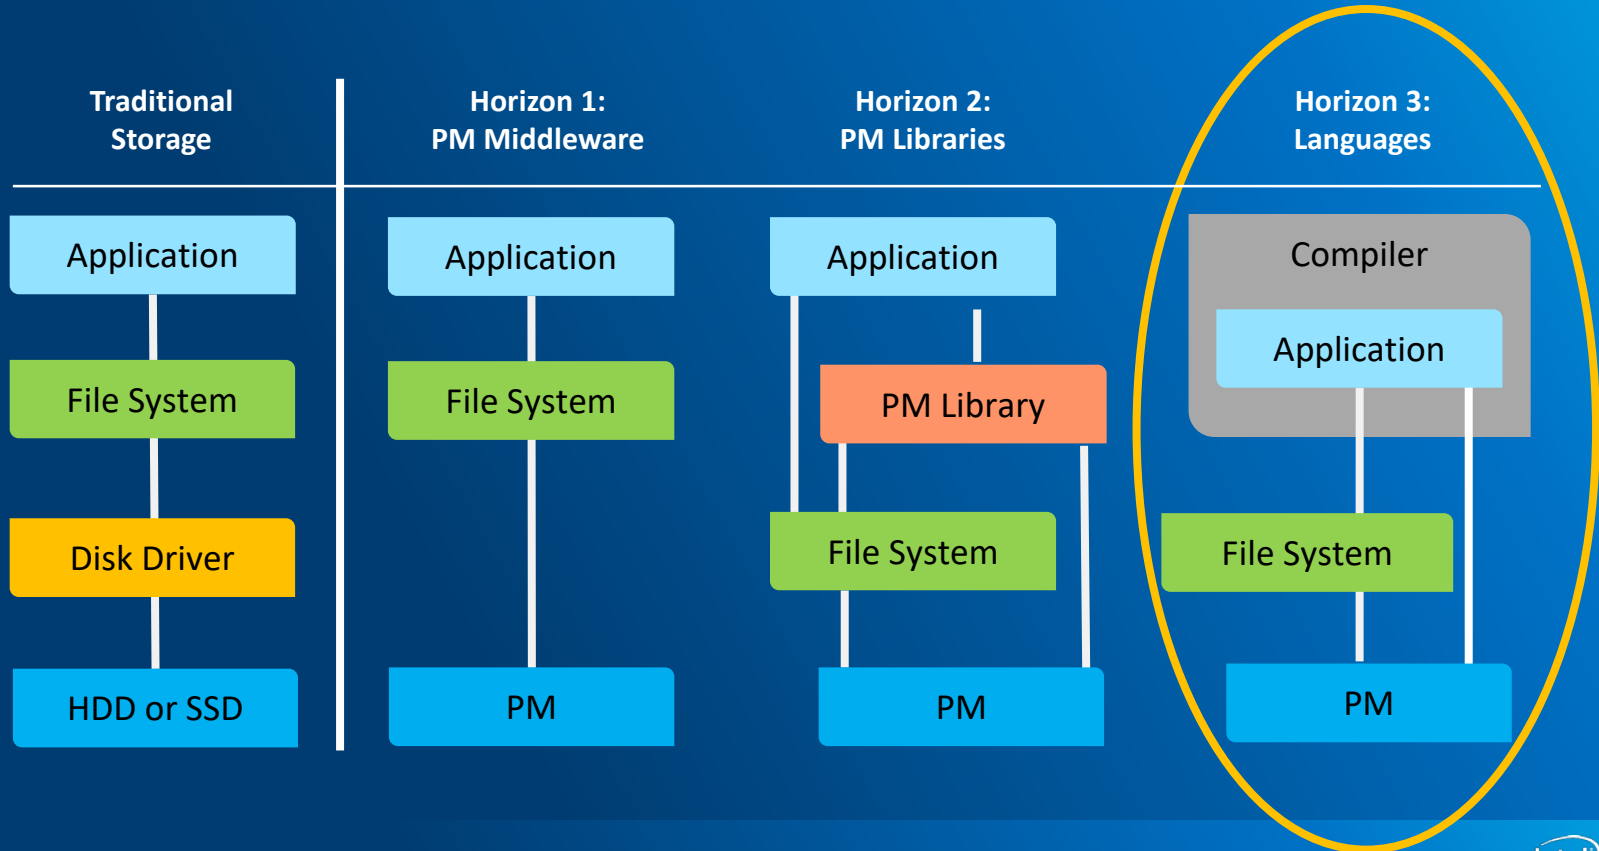 Traditional
Storage
Horizon 1:
PM Middleware
Horizon 2:
PM Libraries
Horizon 3:
Languages
Application
File System
Disk Driver
HDD or SSD
Application
File System
PM
Application
PM Library
File System
PM
Compiler
Application
File System
PM